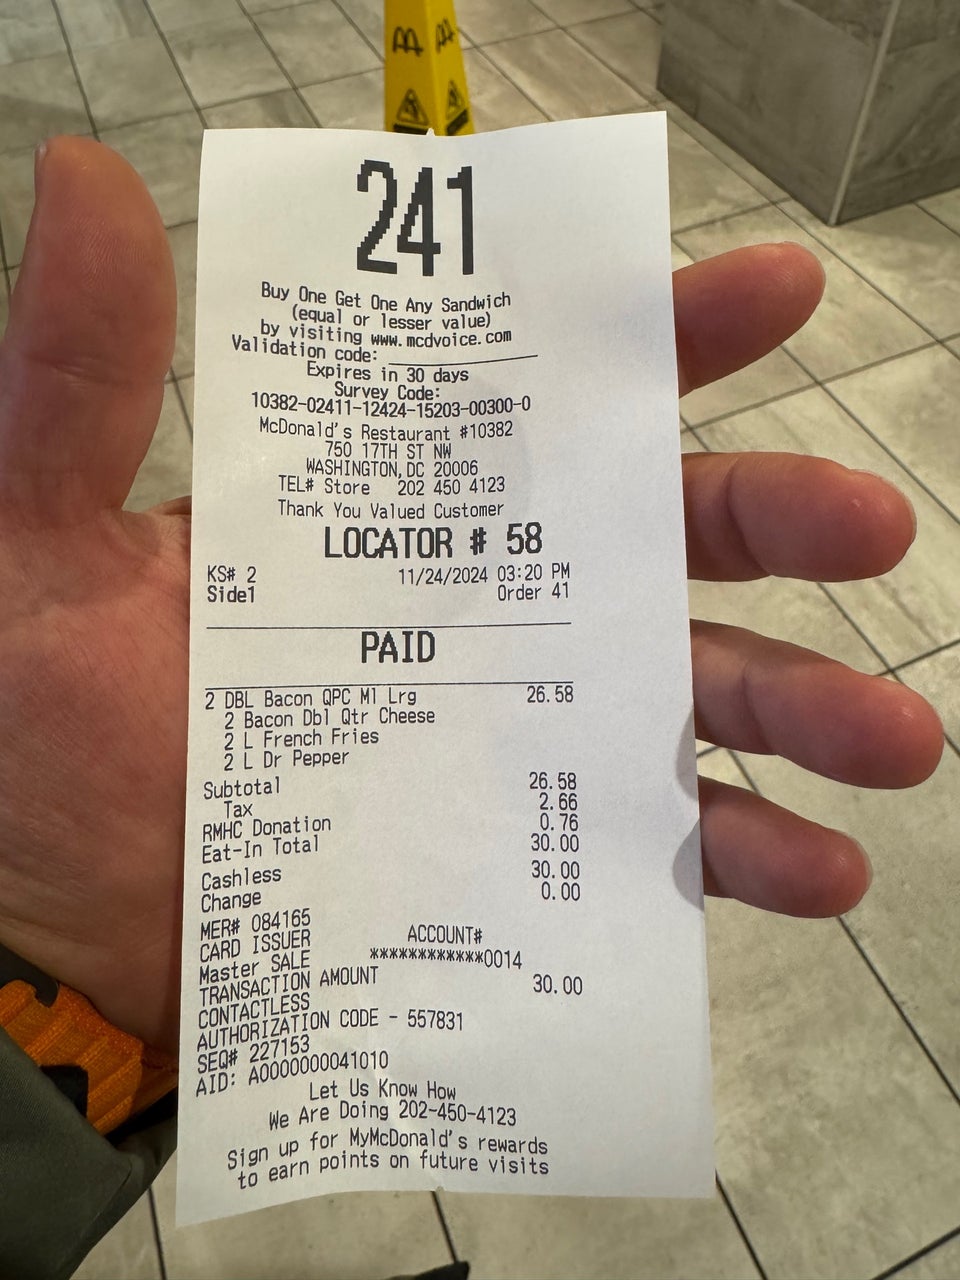 241
Buy One Get One Any Sandwich
(equal or lesser value)
by visiting www.mcdvoice.com
Validation code: ____________
Expires in 30 days
Survey Code:
10382-02411-12424-15203-00300-0
McDonald's Restaurant #10382
750 17TH ST NW
WASHINGTON,DC 20006
TEL# Store 202 450 4123
Thank You Valued Customer
LOCATOR # 58
KS# 2 11/24/2024 03:20 PM
Side1 Order 41
PAID
2 DBL Bacon QPC Ml Lrg 26.58
2 Bacon Dbl Qtr Cheese
2 L French Fries
2 L Dr Pepper
Subtotal 26.58
Tax 2.66
RMHC Donation 0.76
Eat-In Total 30.00
Cashless 30.00
Change 0.00
MER# 084165
CARD ISSUER ACCOUNT#
Master SALE ************0014
TRANSACTION AMOUNT 30.00
CONTACTLESS
AUTHORIZATION CODE - 557831
SEQ# 227153
AID: A0000000041010
Let Us Know How
We Are Doing 202-450-4123
Sign up for MyMcDonald's rewards
to earn points on future visits